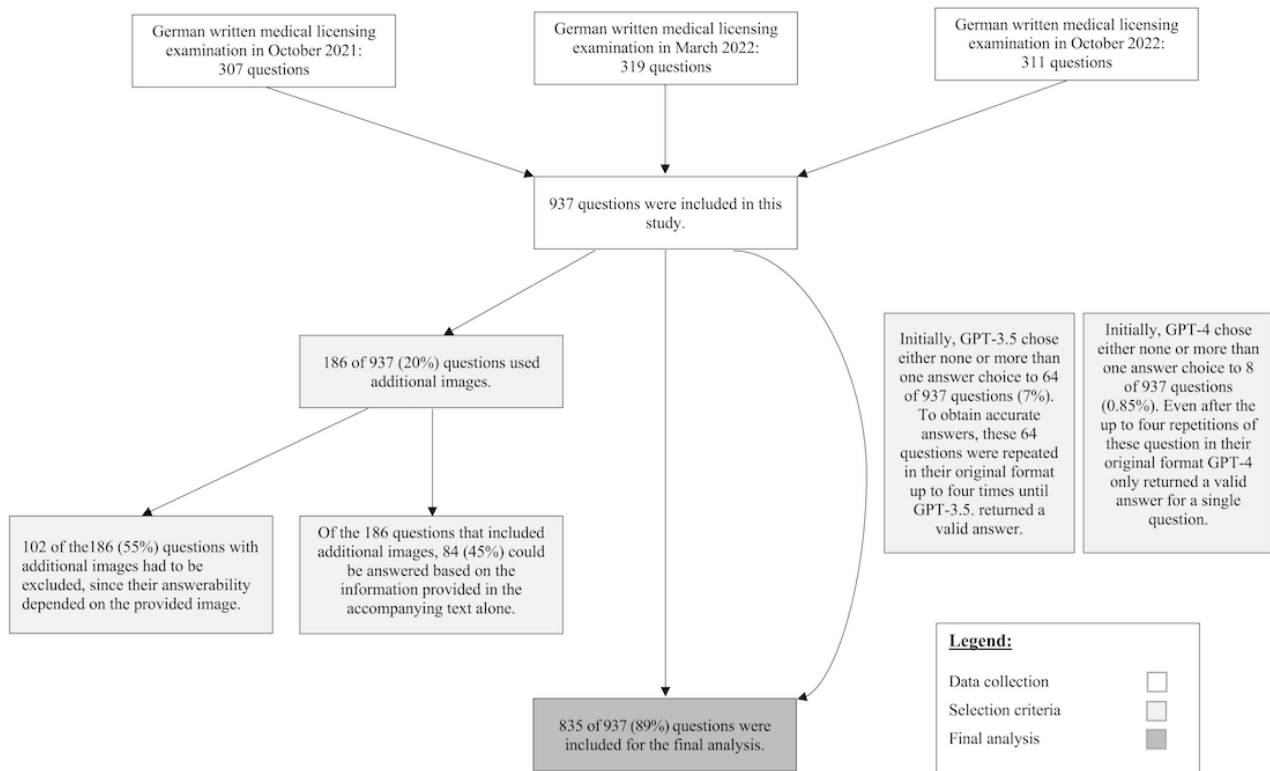 German written medical licensing
examination in October 2021:
307 questions
German written medical licensing
examination in March 2022:
319 questions
German written medical licensing
examination in October 2022:
311 questions
937 questions were included in this
study.
186 of 937 (20%) questions used
additional images.
102 of the186 (55%) questions with
additional images had to be
excluded, since their answerability
depended on the provided image.
Of the 186 questions that included
additional images, 84 (45%) could
be answered based on the
information provided in the
accompanying text alone.
Initially, GPT-3.5 chose
either none or more than
one answer choice to 64
of 937 questions (7%).
To obtain accurate
answers, these 64
questions were repeated
in their original format
up to four times until
GPT-3.5. returned a
valid answer.
Initially, GPT-4 chose
either none or more than
one answer choice to 8
of 937 questions
(0.85%). Even after the
up to four repetitions of
these question in their
original format GPT-4
only returned a valid
answer for a single
question.
835 of 937 (89%) questions were
included for the final analysis.
Legend:
Data collection
Selection criteria
Final analysis